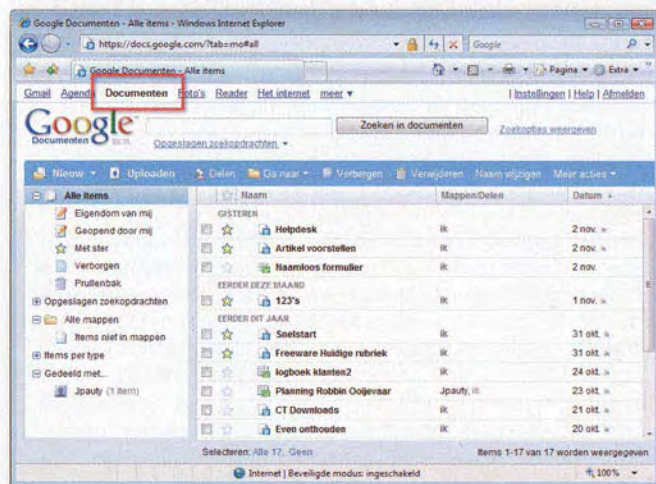 Google Documenten - Alle items - Windows Internet Explorer
https://docs.google.com/?tab=mo#all
Google
Google Documenten - Alle items
Pagina
Extra
Gmail Agenda Documenten Foto's Reader Het internet meer
Instellingen | Help | Afmelden
Google
Documenten
Zoeken in documenten
Zoekopties weergeven
Opgeslagen zoekopdrachten
Nieuw Uploaden Delen Ga naar Verbergen Verwijderen Naam wijzigen Meer acties
Alle items
Eigendom van mij
Geopend door mij
Met ster
Verborgen
Prullenbak
Opgeslagen zoekopdrachten
Alle mappen
Items niet in mappen
Items per type
Gedeeld met...
Jpauty (1 item)
Naam Mappen/Delen Datum
GISTEREN
Helpdesk ik 2 nov.
Artikel voorstellen ik 2 nov.
Naamloos formulier ik 2 nov.
EERDER DEZE MAAND
123's ik 1 nov.
EERDER DIT JAAR
Snelstart ik 31 okt.
Freeware Huidige rubriek ik 31 okt.
logboek klanten2 ik 24 okt.
Planning Robbin Ooijevaar Jpauty, ik 23 okt.
CT Downloads ik 21 okt.
Even onthouden ik 20 okt.
Selecteren: Alle 17, Geen
Items 1-17 van 17 worden weergegeven
Internet | Beveiligde modus: ingeschakeld
100%